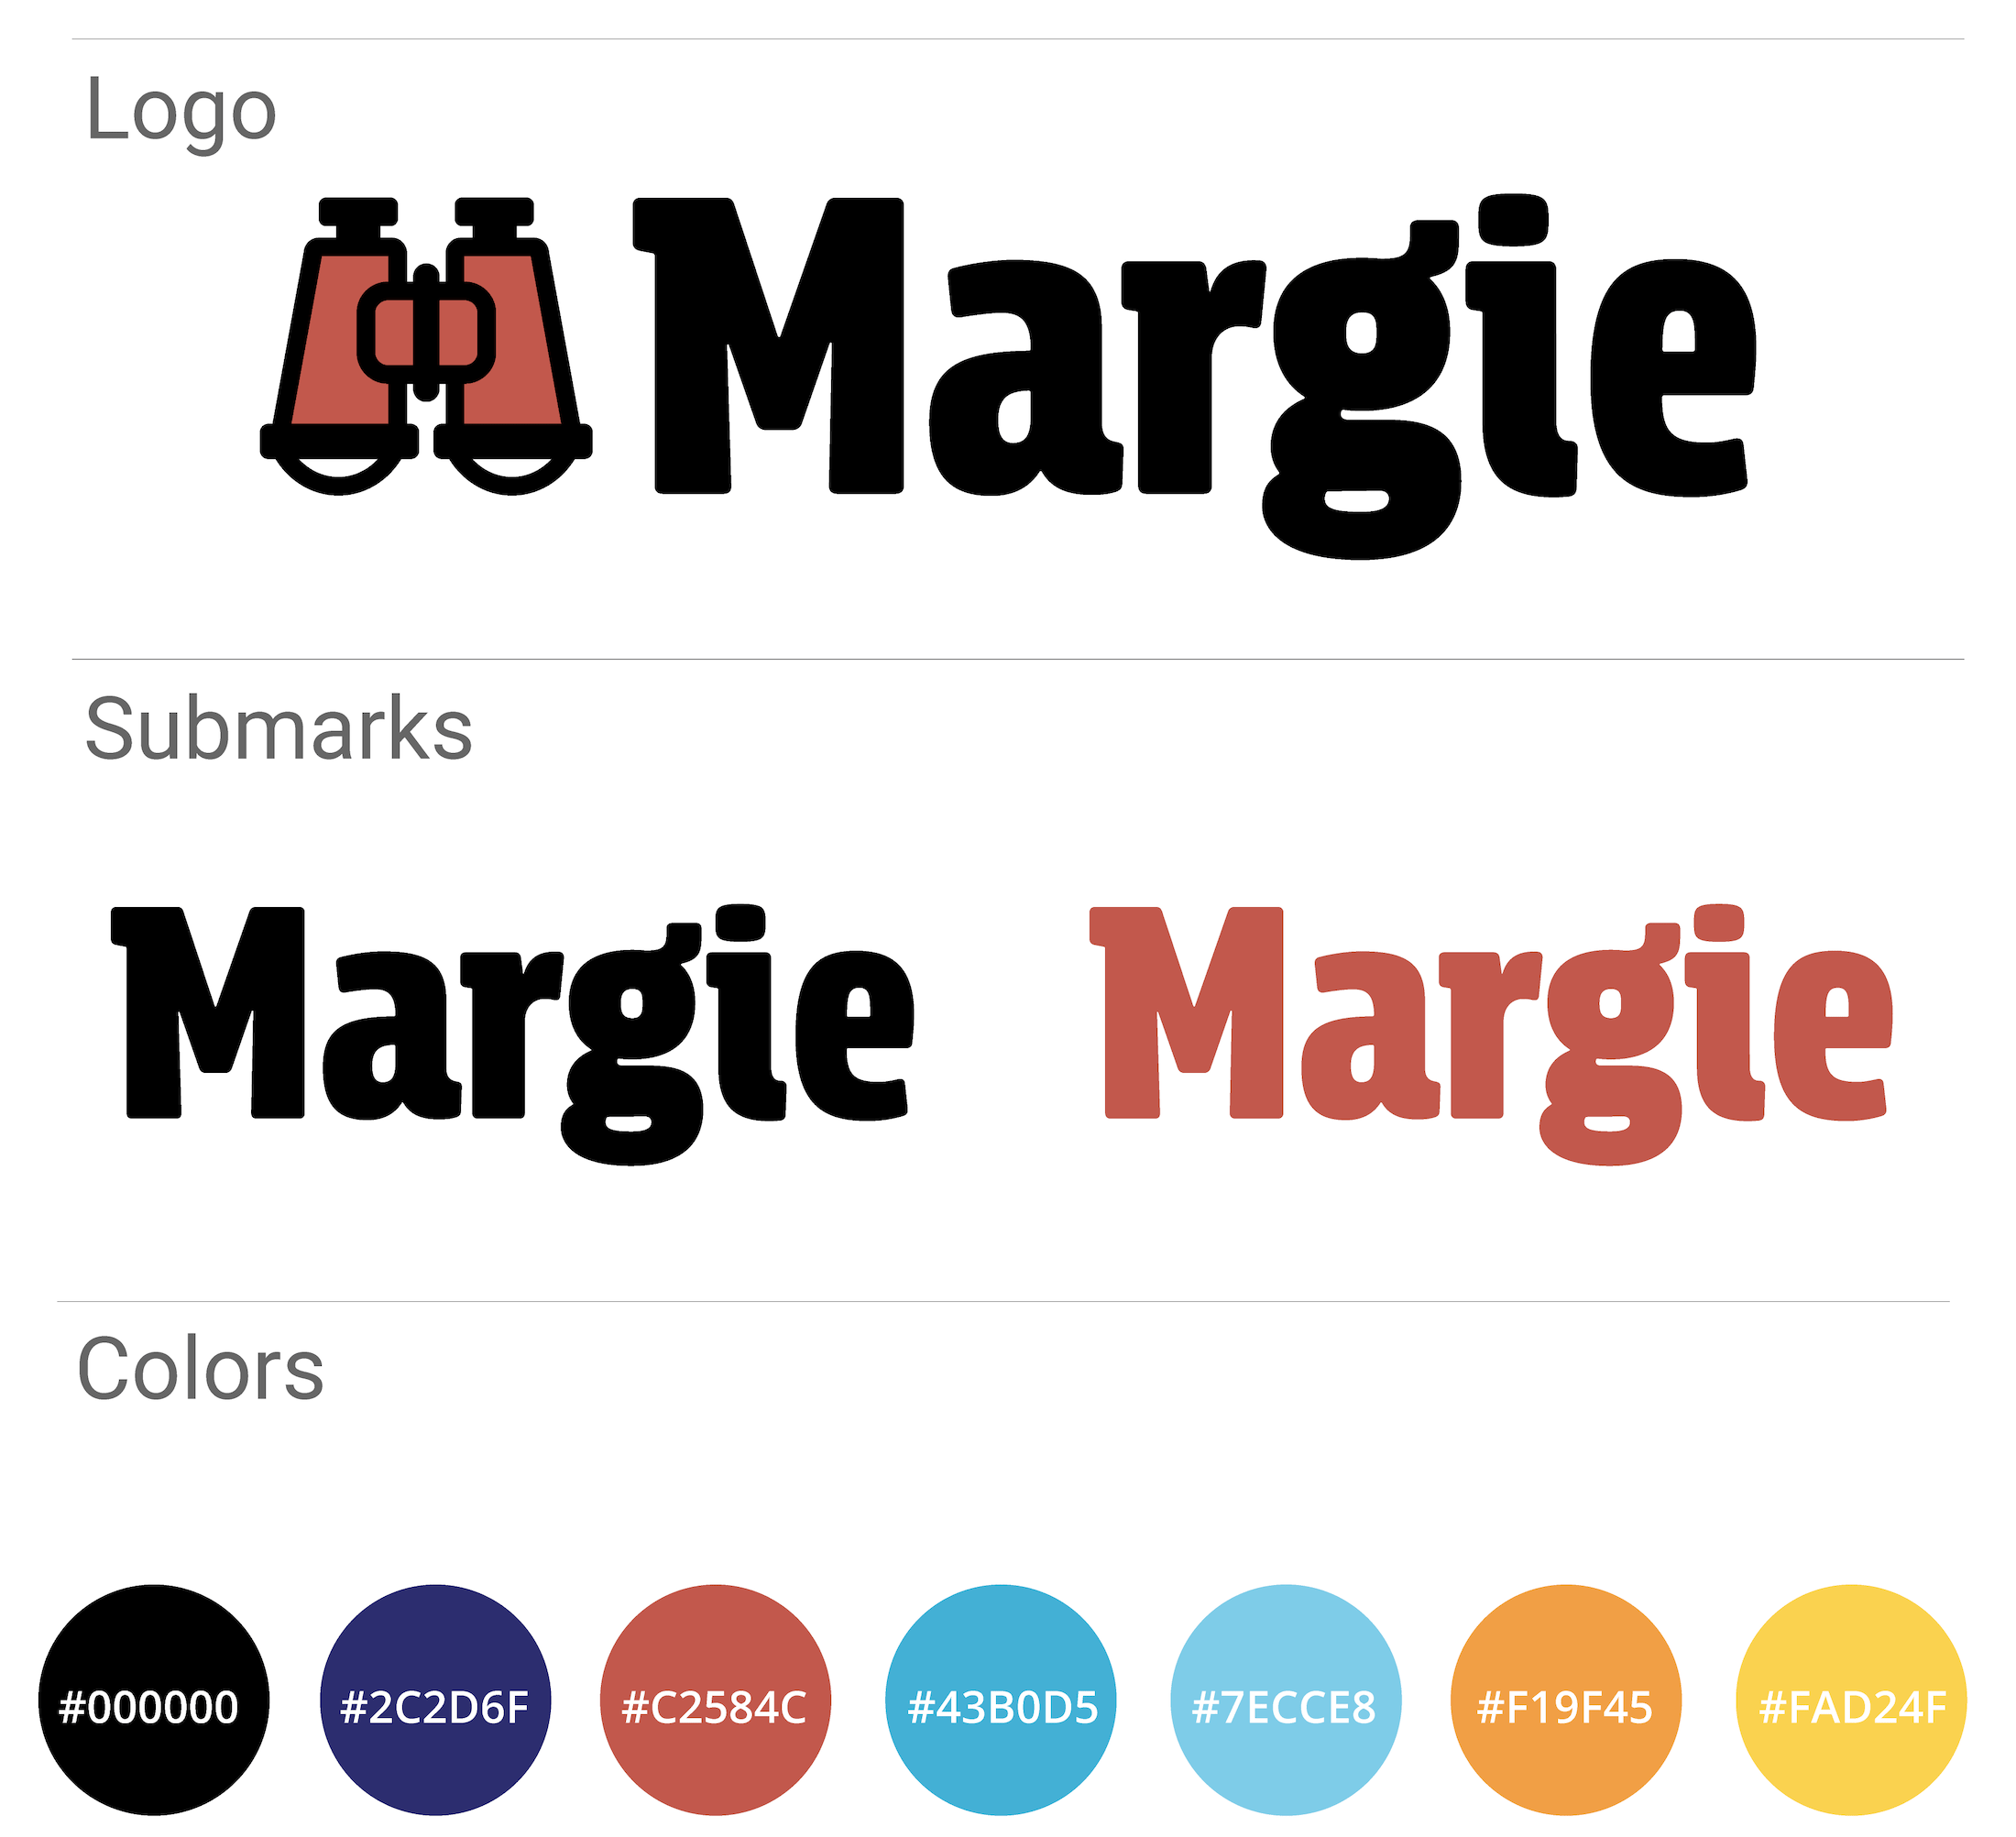 Logo
Margie
Submarks
Margie Margie
Colors
#000000 #2C2D6F #C2584C #43B0D5 #7ECCE8 #F19F45 #FAD24F